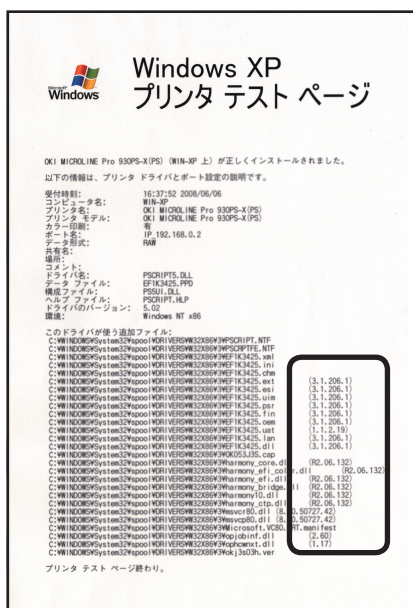 Microsoft
Windows
Windows XP
プリンタ テスト ページ
OKI MICROLINE Pro 930PS-X(PS) (WIN-XP 上) が正しくインストールされました。
以下の情報は、プリンタ ドライバとポート設定の説明です。
受付時刻: 16:37:52 2008/06/06
コンピュータ名: WIN-XP
プリンタ名: OKI MICROLINE Pro 930PS-X(PS)
プリンタ モデル: OKI MICROLINE Pro 930PS-X(PS)
カラー印刷: 有
ポート名: IP_192.168.0.2
データ形式: RAW
共有名:
場所:
コメント:
ドライバ名: PSCRIPT5.DLL
データ ファイル: EF1K3425.PPD
構成ファイル: PS5UI.DLL
ヘルプ ファイル: PSCRIPT.HLP
ドライバのバージョン: 5.02
環境: Windows NT x86
このドライバが使う追加ファイル:
C:¥WINDOWS¥System32¥spool¥DRIVERS¥W32X86¥3¥PSCRIPT.NTF
C:¥WINDOWS¥System32¥spool¥DRIVERS¥W32X86¥3¥PSCRPTFE.NTF
C:¥WINDOWS¥System32¥spool¥DRIVERS¥W32X86¥3¥EF1K3425.xml
C:¥WINDOWS¥System32¥spool¥DRIVERS¥W32X86¥3¥EF1K3425.ini
C:¥WINDOWS¥System32¥spool¥DRIVERS¥W32X86¥3¥EF1K3425.chm
C:¥WINDOWS¥System32¥spool¥DRIVERS¥W32X86¥3¥EF1K3425.ext (3.1.206.1)
C:¥WINDOWS¥System32¥spool¥DRIVERS¥W32X86¥3¥EF1K3425.esi (3.1.206.1)
C:¥WINDOWS¥System32¥spool¥DRIVERS¥W32X86¥3¥EF1K3425.uim (3.1.206.1)
C:¥WINDOWS¥System32¥spool¥DRIVERS¥W32X86¥3¥EF1K3425.psr (3.1.206.1)
C:¥WINDOWS¥System32¥spool¥DRIVERS¥W32X86¥3¥EF1K3425.fin (3.1.206.1)
C:¥WINDOWS¥System32¥spool¥DRIVERS¥W32X86¥3¥EF1K3425.oem (3.1.206.1)
C:¥WINDOWS¥System32¥spool¥DRIVERS¥W32X86¥3¥EF1K3425.uat (1.1.2.19)
C:¥WINDOWS¥System32¥spool¥DRIVERS¥W32X86¥3¥EF1K3425.lan (3.1.206.1)
C:¥WINDOWS¥System32¥spool¥DRIVERS¥W32X86¥3¥EF1K3425.dll (3.1.206.1)
C:¥WINDOWS¥System32¥spool¥DRIVERS¥W32X86¥3¥OKO53J3S.cap
C:¥WINDOWS¥System32¥spool¥DRIVERS¥W32X86¥3¥harmony_core.dll (R2.06.132)
C:¥WINDOWS¥System32¥spool¥DRIVERS¥W32X86¥3¥harmony_efi_color.dll (R2.06.132)
C:¥WINDOWS¥System32¥spool¥DRIVERS¥W32X86¥3¥harmony_efi.dll (R2.06.132)
C:¥WINDOWS¥System32¥spool¥DRIVERS¥W32X86¥3¥harmony_bridge.dll (R2.06.132)
C:¥WINDOWS¥System32¥spool¥DRIVERS¥W32X86¥3¥harmony10.dll (R2.06.132)
C:¥WINDOWS¥System32¥spool¥DRIVERS¥W32X86¥3¥harmony_ctp.dll (R2.06.132)
C:¥WINDOWS¥System32¥spool¥DRIVERS¥W32X86¥3¥msvcr80.dll (8.00.50727.42)
C:¥WINDOWS¥System32¥spool¥DRIVERS¥W32X86¥3¥msvcp80.dll (8.00.50727.42)
C:¥WINDOWS¥System32¥spool¥DRIVERS¥W32X86¥3¥Microsoft.VC80.CRT.manifest
C:¥WINDOWS¥System32¥spool¥DRIVERS¥W32X86¥3¥opjobinf.dll (2.60)
C:¥WINDOWS¥System32¥spool¥DRIVERS¥W32X86¥3¥ophcwnxt.dll (1.17)
C:¥WINDOWS¥System32¥spool¥DRIVERS¥W32X86¥3¥okj3s03h.ver
プリンタ テスト ページ終わり。